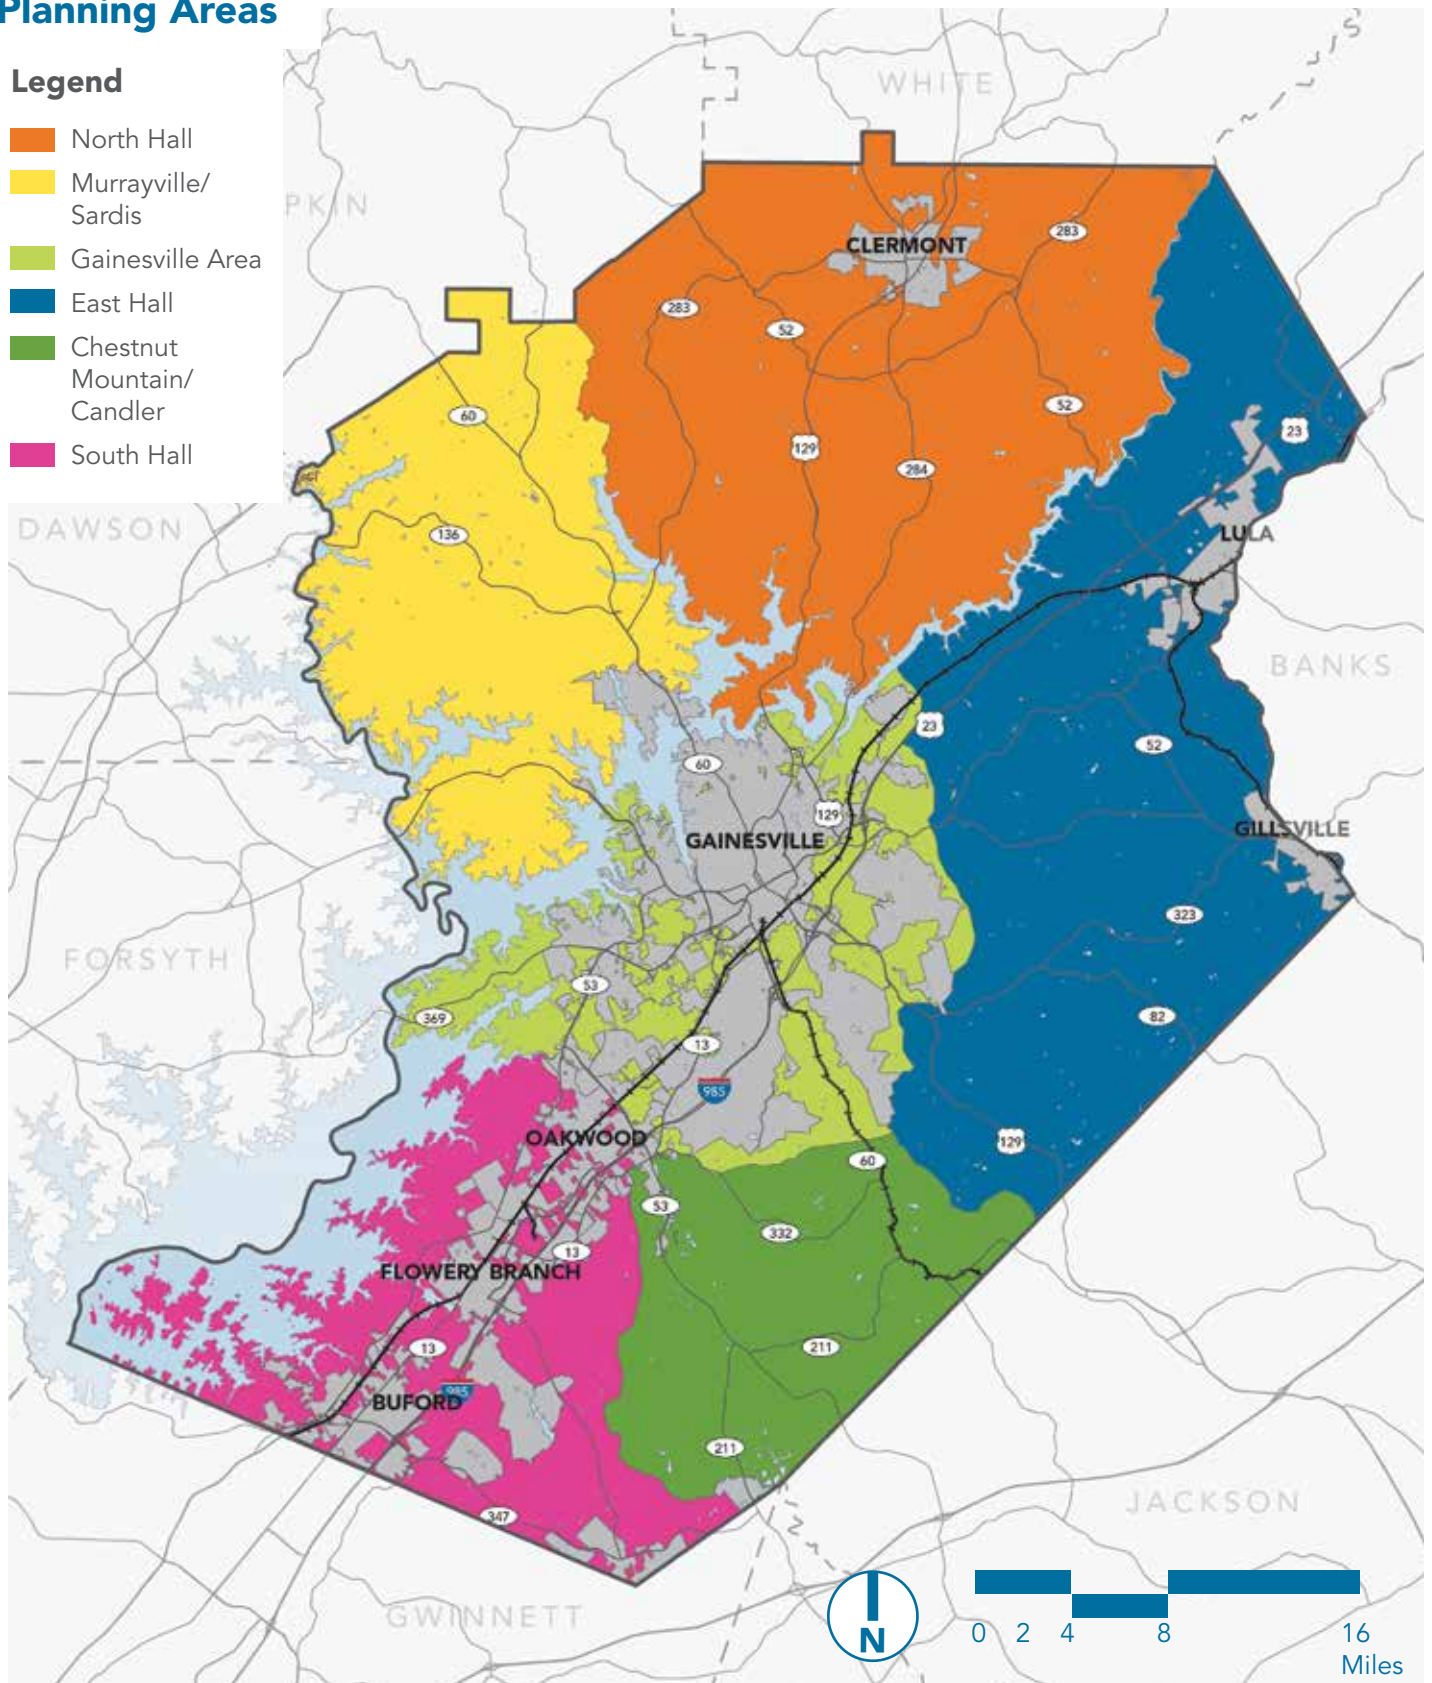 Planning Areas
Legend
North Hall
Murrayville/
Sardis
Gainesville Area
East Hall
Chestnut
Mountain/
Candler
South Hall
WHITE
PKIN
CLERMONT
283
283
52
60
52
129
23
284
136
DAWSON
LULA
BANKS
23
52
60
129
GAINESVILLE
GILLSVILLE
323
FORSYTH
53
369
82
13
985
OAKWOOD
129
60
53
332
13
FLOWERY BRANCH
13
211
985
BUFORD
211
347
JACKSON
GWINNETT
N
0 2 4 8 16
Miles